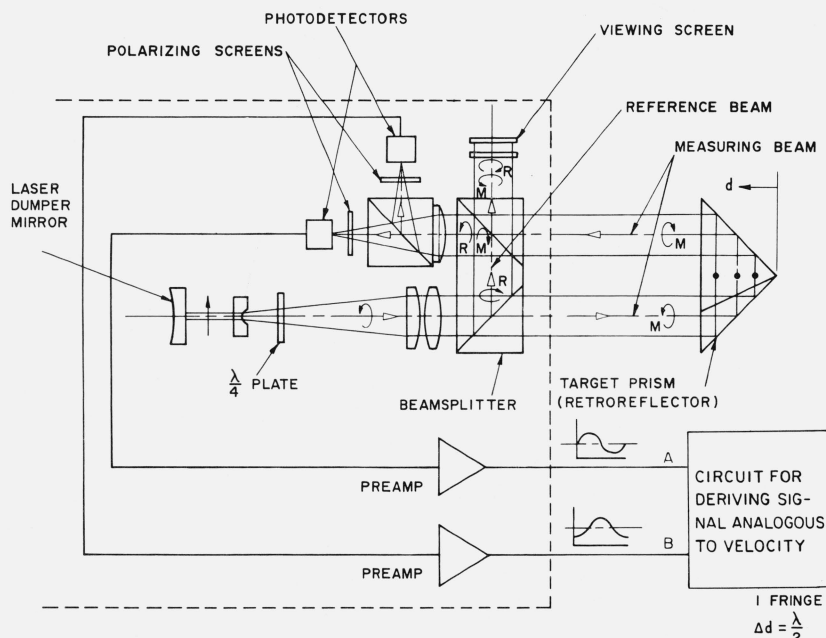 PHOTODETECTORS
POLARIZING SCREENS
VIEWING SCREEN
REFERENCE BEAM
MEASURING BEAM
d
LASER
DUMPER
MIRROR
R
M
R
M
M
R
M
λ/4 PLATE
BEAMSPLITTER
TARGET PRISM
(RETROREFLECTOR)
PREAMP
A
PREAMP
B
CIRCUIT FOR
DERIVING SIG-
NAL ANALOGOUS
TO VELOCITY
1 FRINGE
Δd = λ/2